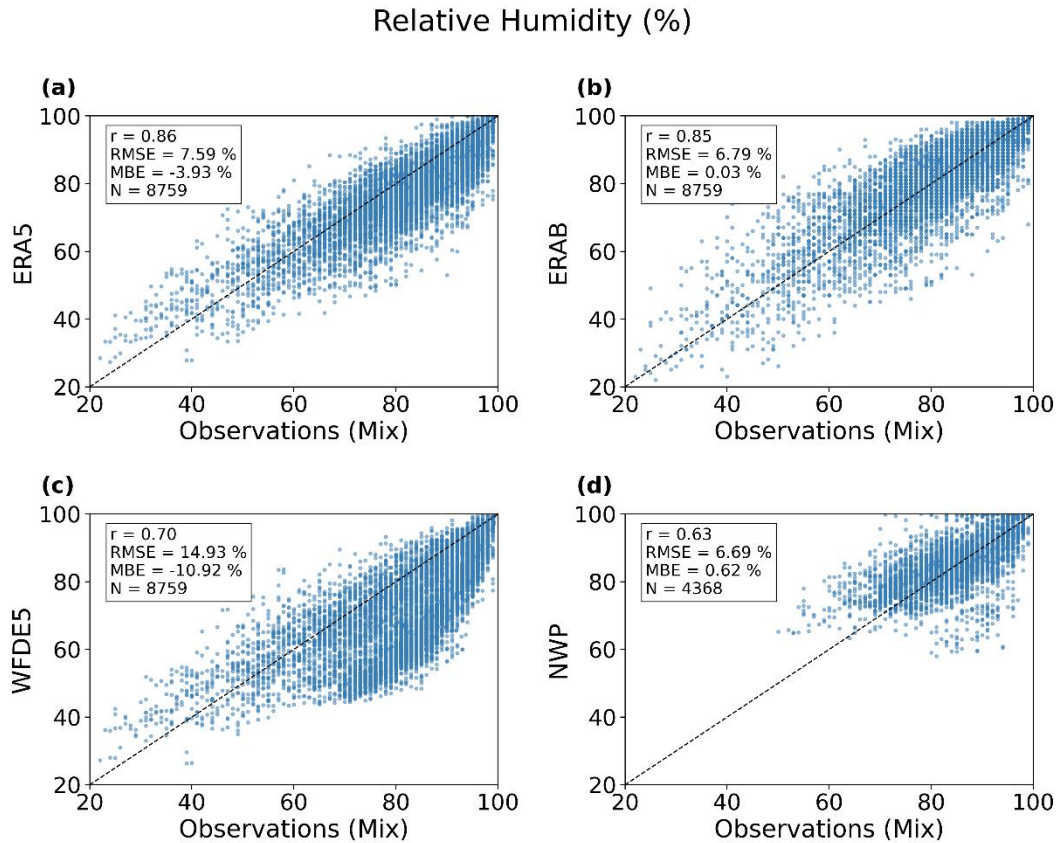 Relative Humidity (%)
(a)
r = 0.86
RMSE = 7.59 %
MBE = -3.93 %
N = 8759
100
80
60
40
20
ERA5
20 40 60 80 100
Observations (Mix)
(b)
r = 0.85
RMSE = 6.79 %
MBE = 0.03 %
N = 8759
100
80
60
40
20
ERAB
20 40 60 80 100
Observations (Mix)
(c)
r = 0.70
RMSE = 14.93 %
MBE = -10.92 %
N = 8759
100
80
60
40
20
WFDE5
20 40 60 80 100
Observations (Mix)
(d)
r = 0.63
RMSE = 6.69 %
MBE = 0.62 %
N = 4368
100
80
60
40
20
NWP
20 40 60 80 100
Observations (Mix)